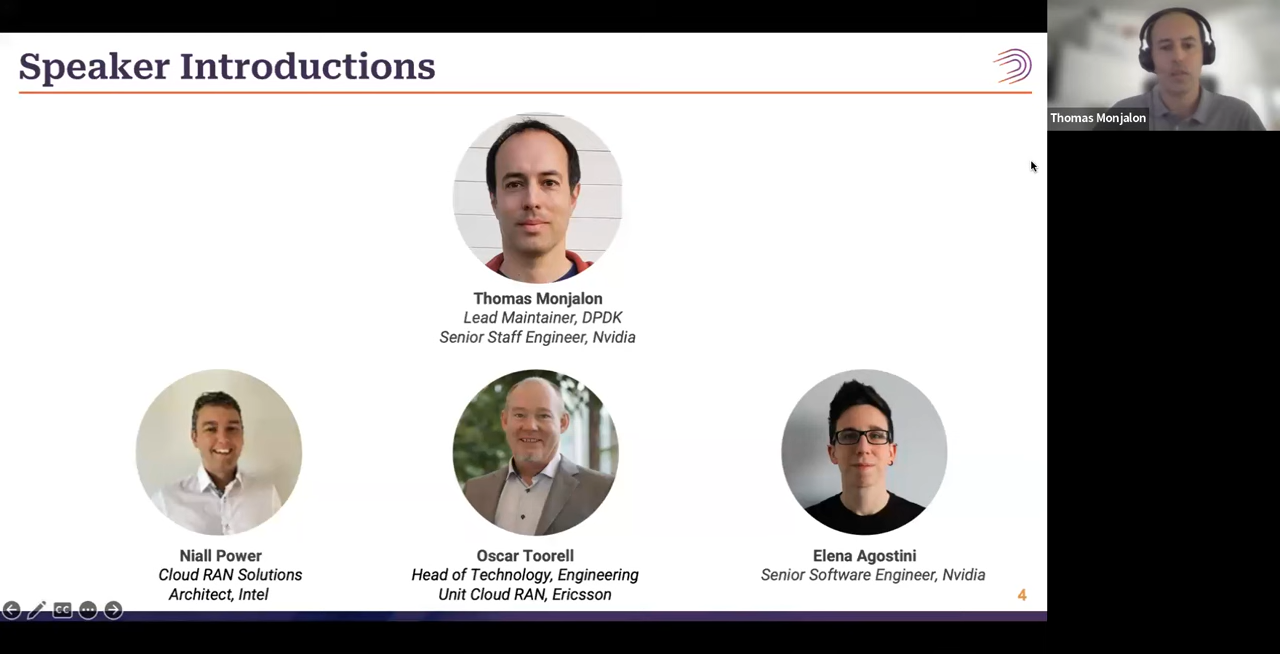 Speaker Introductions
Thomas Monjalon
Thomas Monjalon
Lead Maintainer, DPDK
Senior Staff Engineer, Nvidia
Niall Power
Cloud RAN Solutions
Architect, Intel
Oscar Toorell
Head of Technology, Engineering
Unit Cloud RAN, Ericsson
Elena Agostini
Senior Software Engineer, Nvidia
4
CC